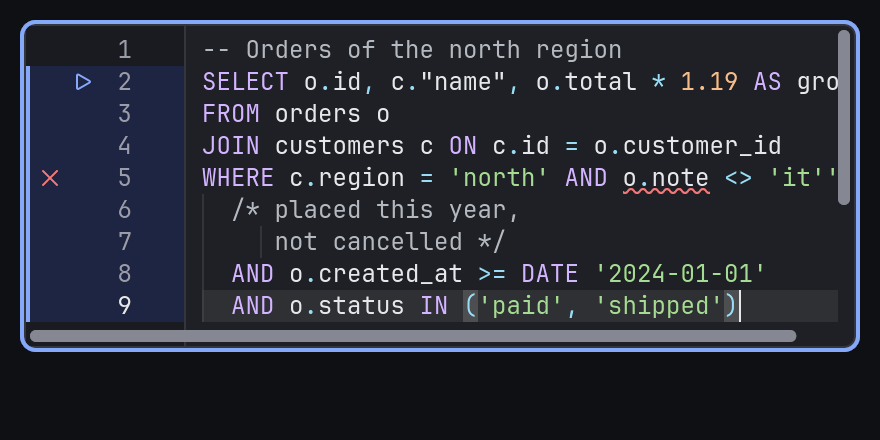 1 -- Orders of the north region
2 SELECT o.id, c."name", o.total * 1.19 AS gro
3 FROM orders o
4 JOIN customers c ON c.id = o.customer_id
5 WHERE c.region = 'north' AND o.note <> 'it''
6 /* placed this year,
7 not cancelled */
8 AND o.created_at >= DATE '2024-01-01'
9 AND o.status IN ('paid', 'shipped')